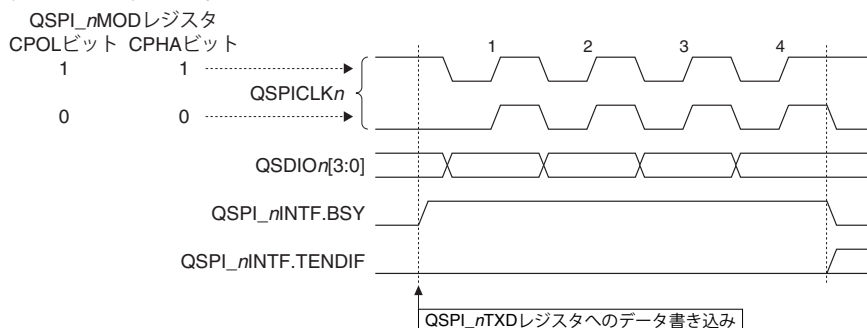 QSPI_nMODレジスタ
CPOLビット CPHAビット
1 1
0 0
QSPICLKn
1 2 3 4
QSDIOn[3:0]
QSPI_nINTF.BSY
QSPI_nINTF.TENDIF
QSPI_nTXDレジスタへのデータ書き込み